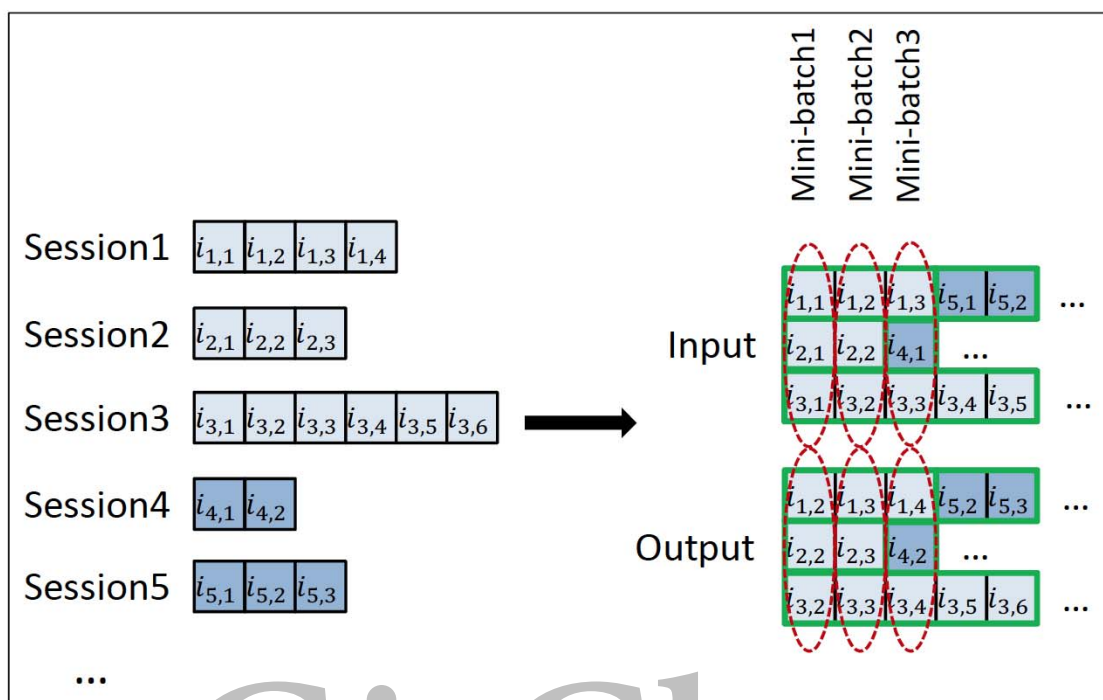 Mini-batch1
Mini-batch2
Mini-batch3
Session1 i1,1 i1,2 i1,3 i1,4
Session2 i2,1 i2,2 i2,3
Session3 i3,1 i3,2 i3,3 i3,4 i3,5 i3,6
Session4 i4,1 i4,2
Session5 i5,1 i5,2 i5,3
...
Input
i1,1 i1,2 i1,3 i5,1 i5,2 ...
i2,1 i2,2 i4,1 ...
i3,1 i3,2 i3,3 i3,4 i3,5 ...
Output
i1,2 i1,3 i1,4 i5,2 i5,3 ...
i2,2 i2,3 i4,2 ...
i3,2 i3,3 i3,4 i3,5 i3,6 ...